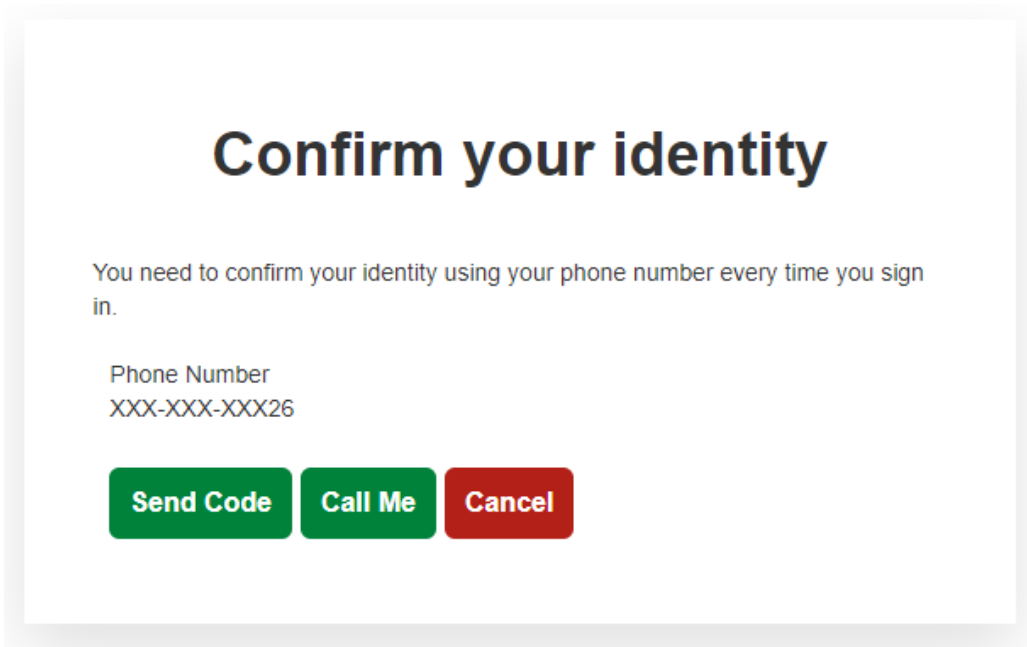 Confirm your identity
You need to confirm your identity using your phone number every time you sign
in.
Phone Number
XXX-XXX-XXX26
Send Code Call Me Cancel